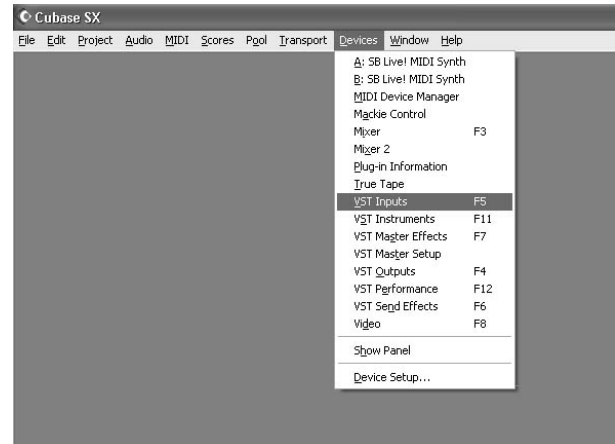 Cubase SX
File Edit Project Audio MIDI Scores Pool Transport Devices Window Help
A: SB Live! MIDI Synth
B: SB Live! MIDI Synth
MIDI Device Manager
Mackie Control
Mixer F3
Mixer 2
Plug-in Information
True Tape
VST Inputs F5
VST Instruments F11
VST Master Effects F7
VST Master Setup
VST Outputs F4
VST Performance F12
VST Send Effects F6
Video F8
Show Panel
Device Setup...